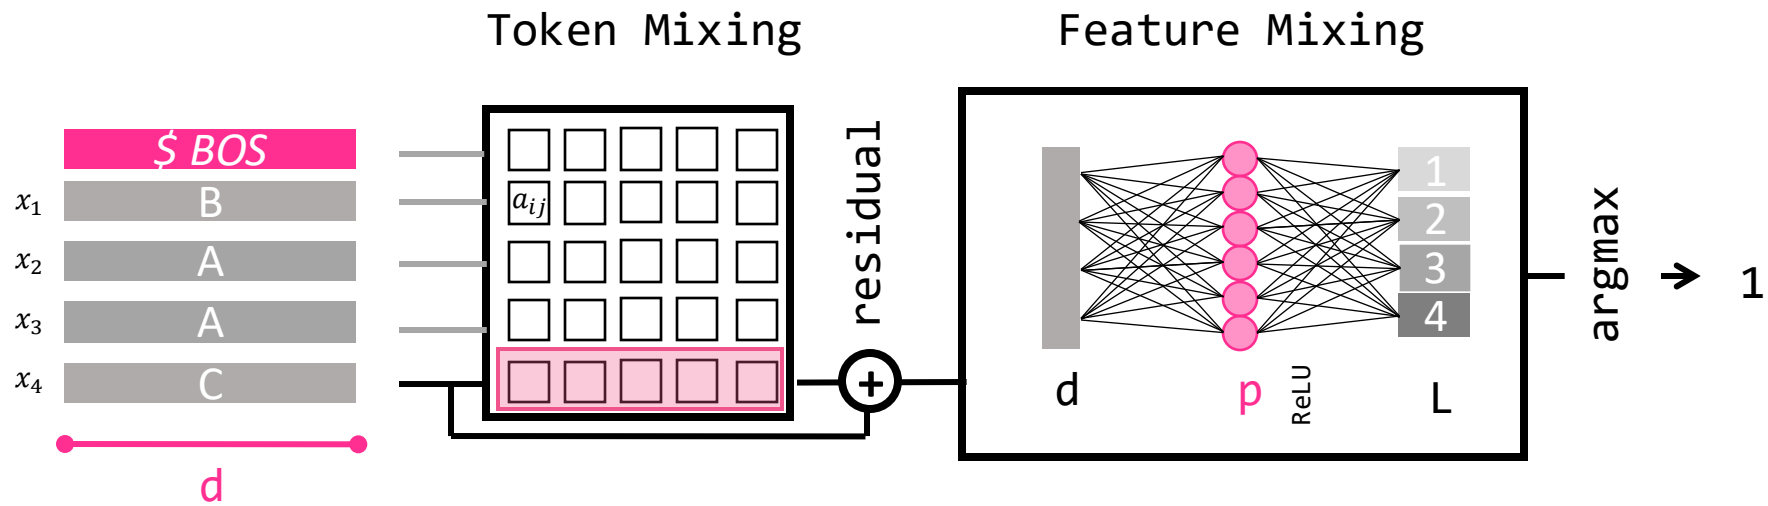 Token Mixing
Feature Mixing
$ BOS
x₁ B
x₂ A
x₃ A
x₄ C
d
aᵢⱼ
residual
+
1
2
3
4
d
p
ReLU
L
argmax
1